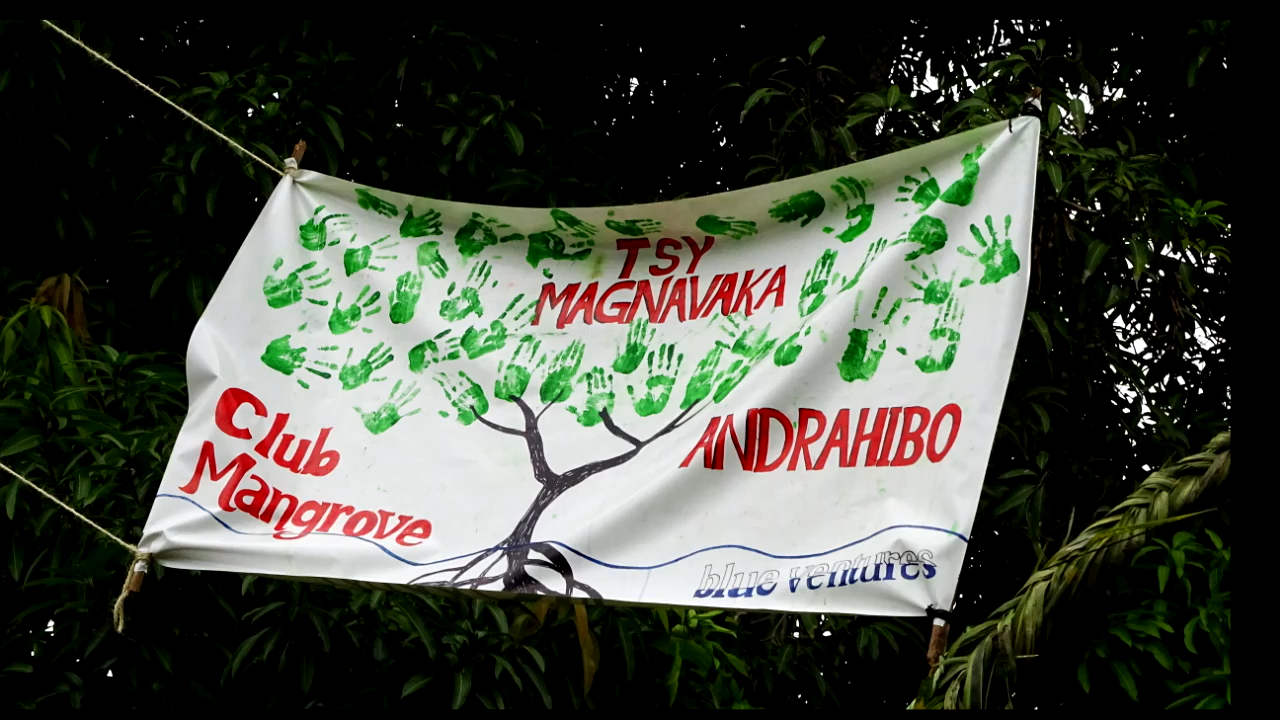 TSY
MAGNAVAKA
Club
Mangrove
ANDRAHIBO
blue ventures